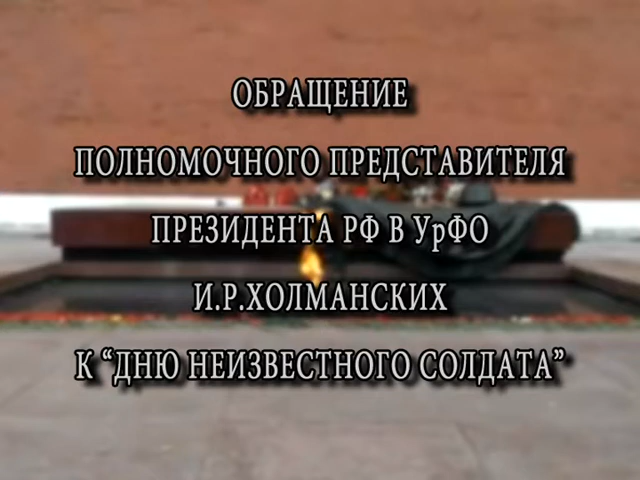 ОБРАЩЕНИЕ
ПОЛНОМОЧНОГО ПРЕДСТАВИТЕЛЯ
ПРЕЗИДЕНТА РФ В УрФО
И.Р.ХОЛМАНСКИХ
К “ДНЮ НЕИЗВЕСТНОГО СОЛДАТА”